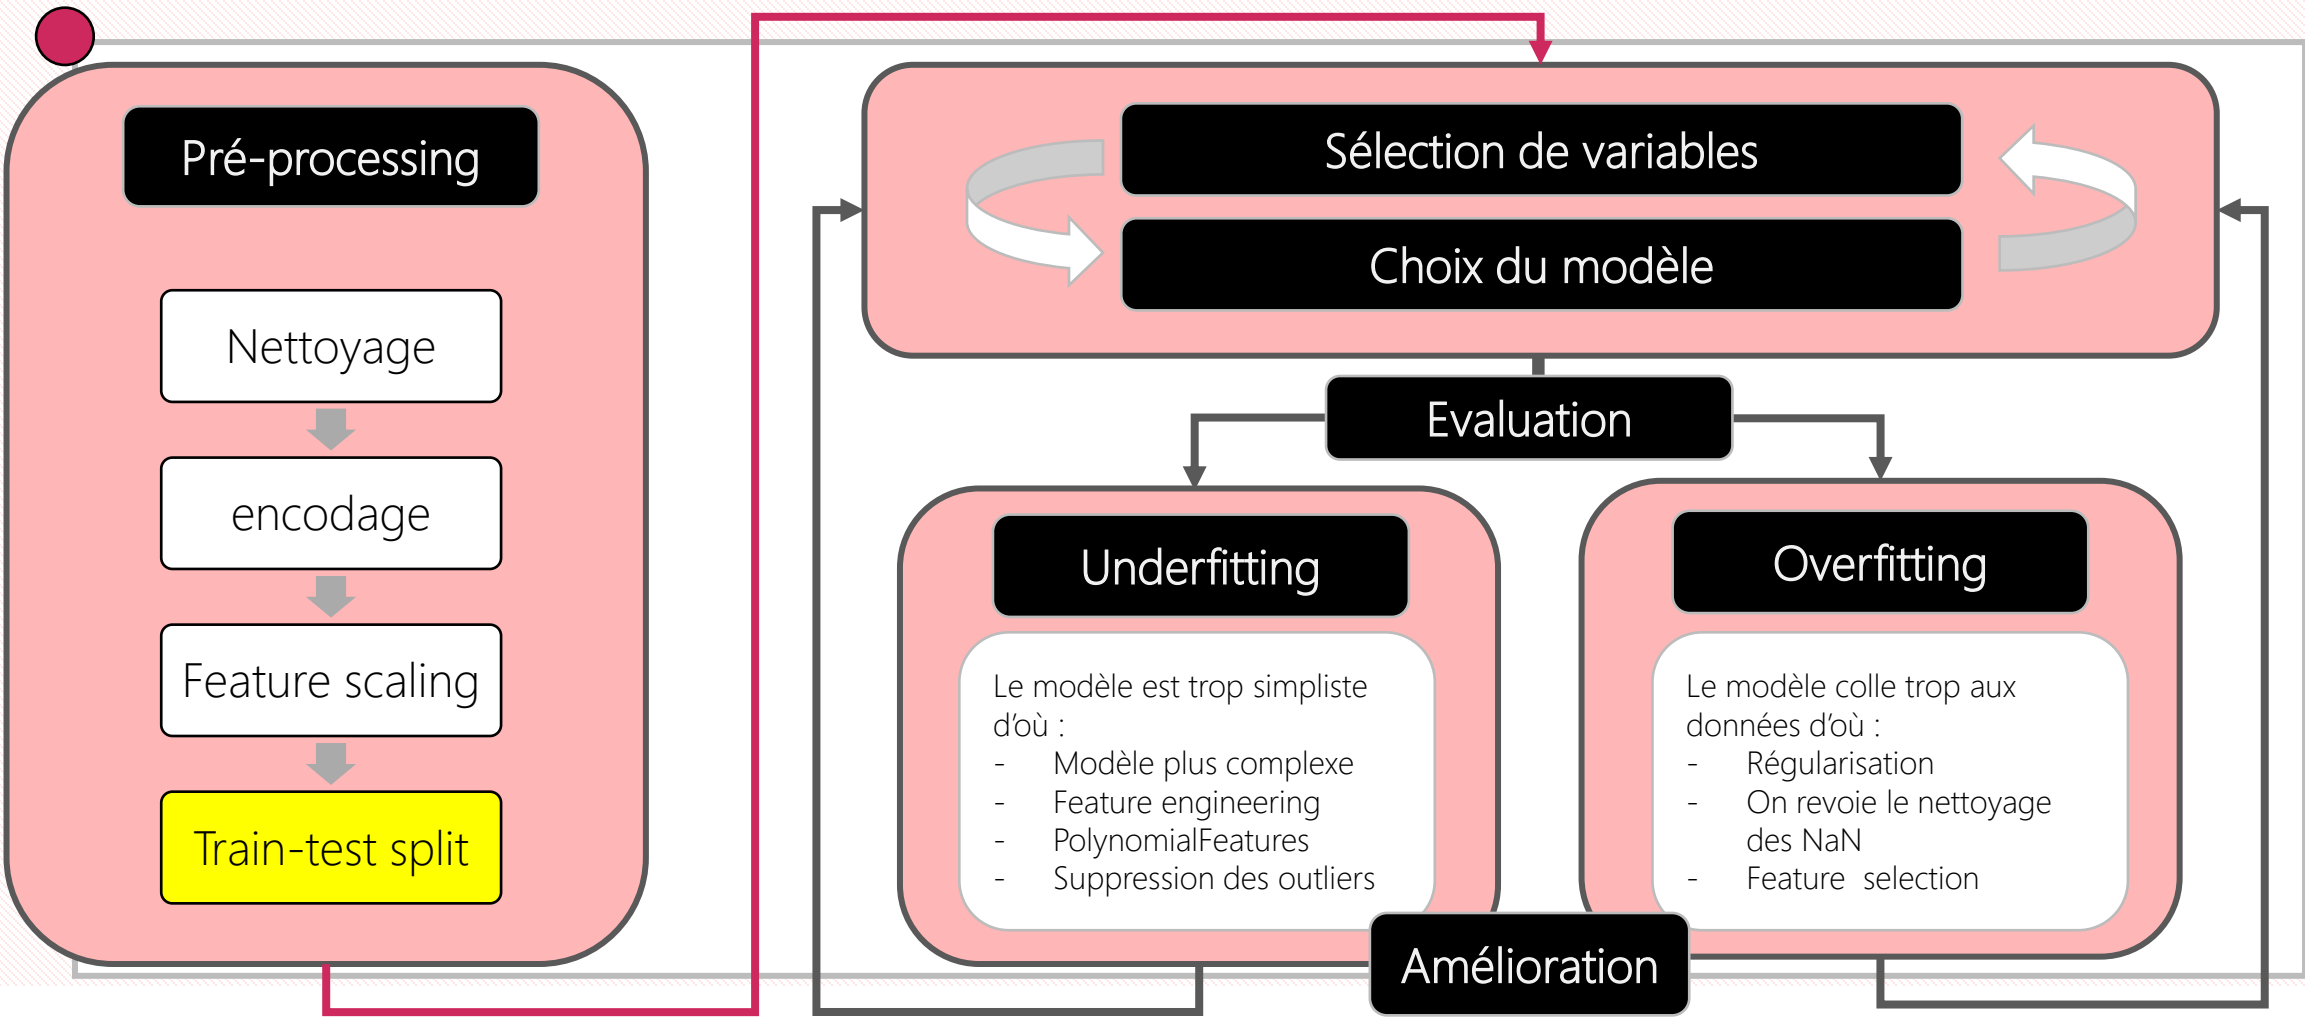 Pré-processing
Nettoyage
encodage
Feature scaling
Train-test split
Sélection de variables
Choix du modèle
Evaluation
Underfitting
Le modèle est trop simpliste
d'où :
- Modèle plus complexe
- Feature engineering
- PolynomialFeatures
- Suppression des outliers
Overfitting
Le modèle colle trop aux
données d'où :
- Régularisation
- On revoie le nettoyage
des NaN
- Feature selection
Amélioration